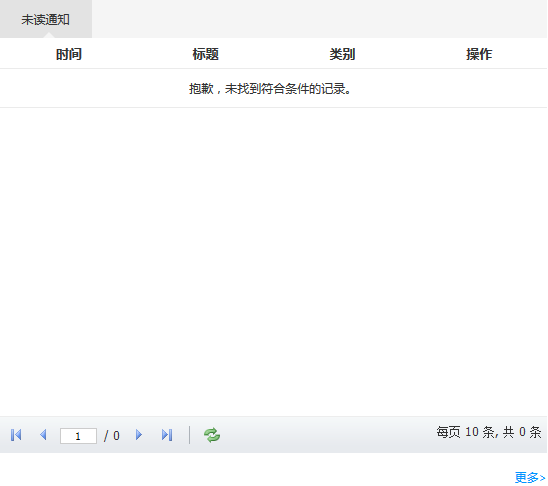 未读通知
时间 标题 类别 操作
抱歉，未找到符合条件的记录。
1 / 0 每页 10 条, 共 0 条
更多>